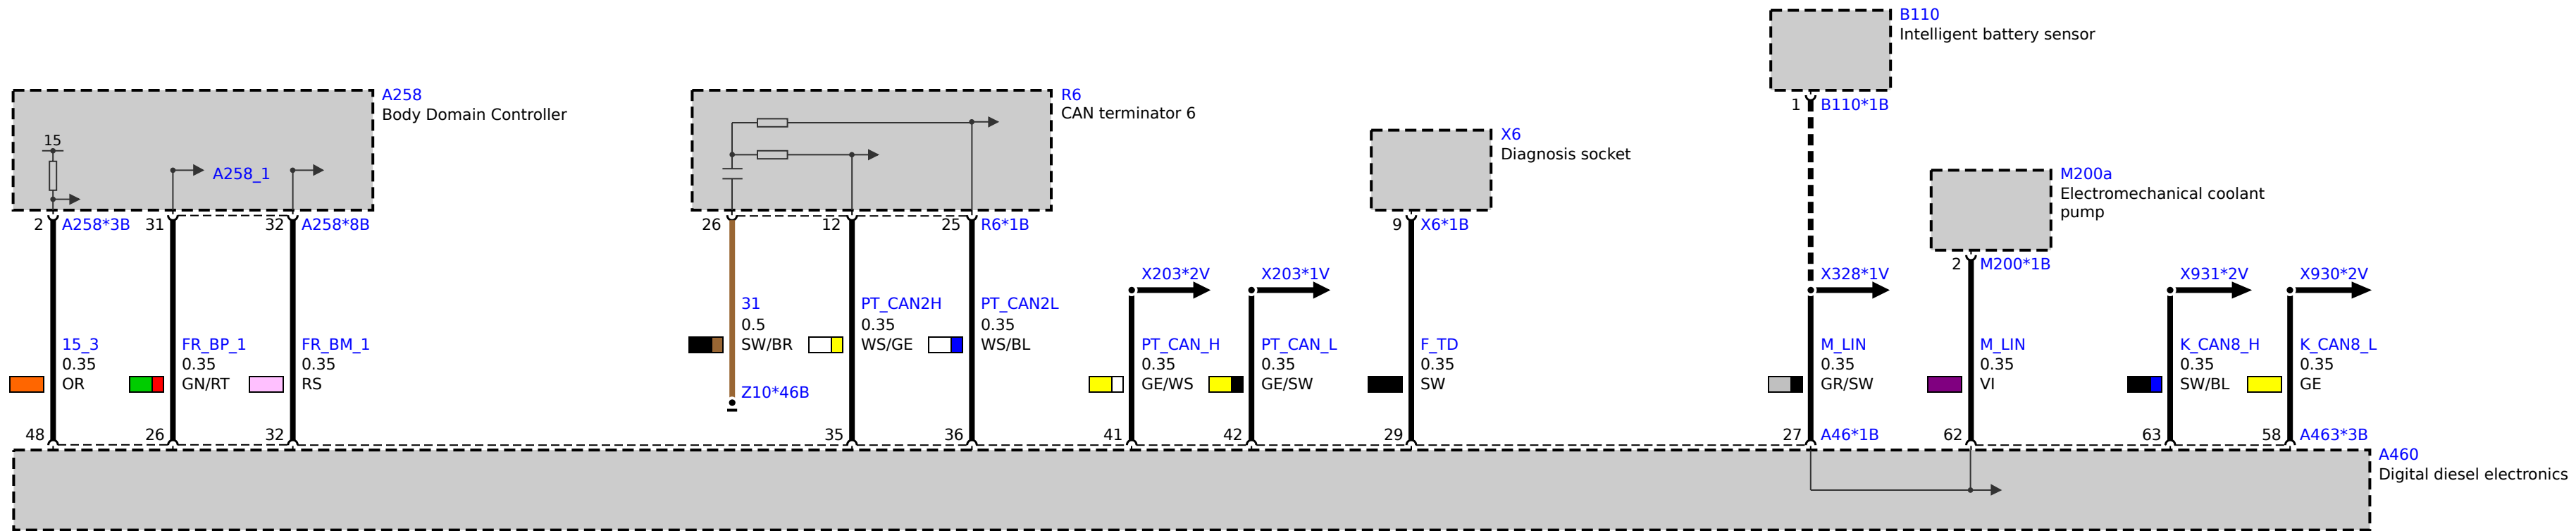 B110
Intelligent battery sensor
A258
Body Domain Controller
R6
CAN terminator 6
1
B110*1B
X6
Diagnosis socket
15
A258_1
M200a
Electromechanical coolant
pump
2
A258*3B
31
32
A258*8B
26
12
25
R6*1B
9
X6*1B
2
M200*1B
X203*2V
X203*1V
X328*1V
X931*2V
X930*2V
31
0.5
SW/BR
PT_CAN2H
0.35
WS/GE
PT_CAN2L
0.35
WS/BL
15_3
0.35
OR
FR_BP_1
0.35
GN/RT
FR_BM_1
0.35
RS
PT_CAN_H
0.35
GE/WS
PT_CAN_L
0.35
GE/SW
F_TD
0.35
SW
M_LIN
0.35
GR/SW
M_LIN
0.35
VI
K_CAN8_H
0.35
SW/BL
K_CAN8_L
0.35
GE
Z10*46B
48
26
32
35
36
41
42
29
27
A46*1B
62
63
58
A463*3B
A460
Digital diesel electronics